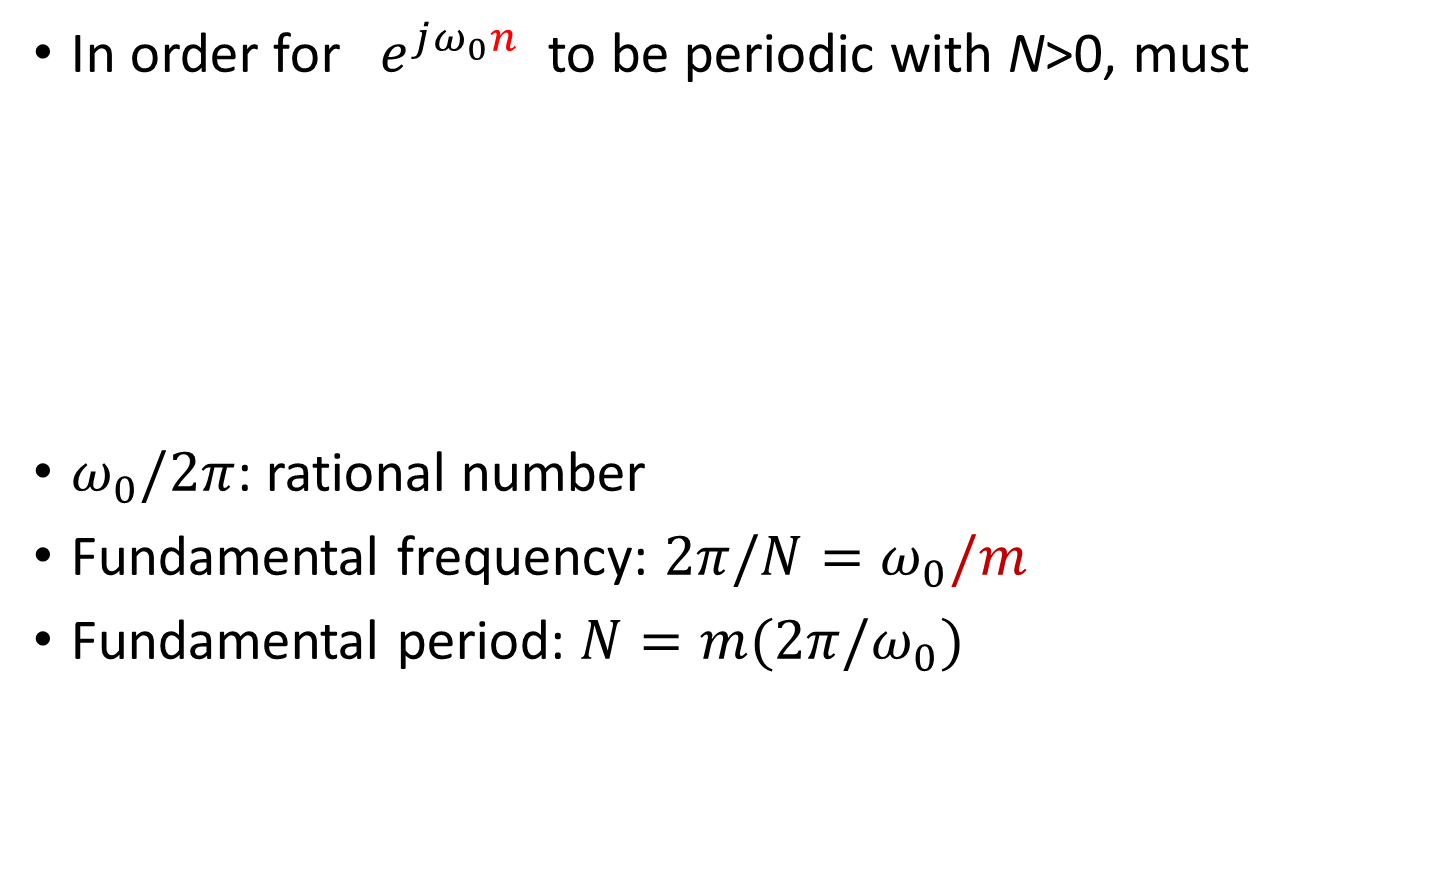 • In order for e^{jω₀n} to be periodic with N>0, must
• ω₀/2π: rational number
• Fundamental frequency: 2π/N = ω₀/m
• Fundamental period: N = m(2π/ω₀)